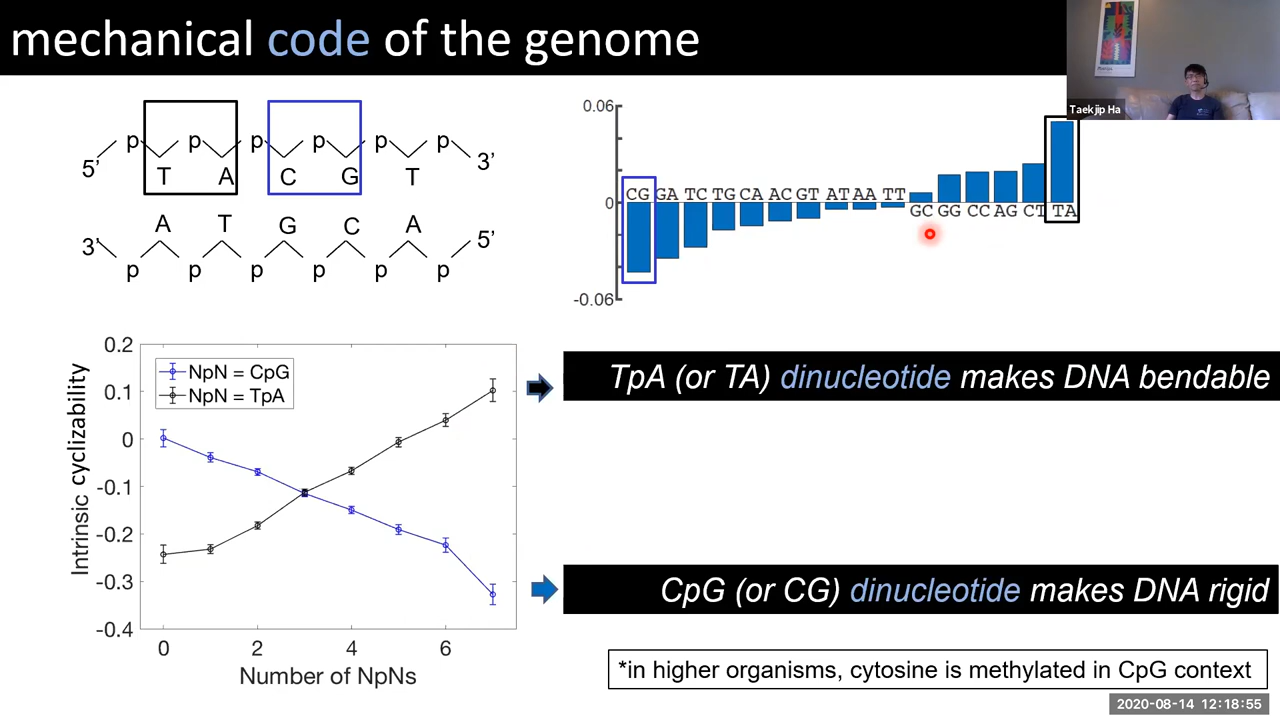 mechanical code of the genome
Taekjip Ha
p p p p p p
5’ T A C G T 3’
A T G C A
3’ 5’
p p p p p p
0.06
CG GA TC TG CA AC GT AT AA TT
0
GC GG CC AG CT TA
-0.06
0.2
NpN = CpG
0.1
NpN = TpA
0
-0.1
-0.2
-0.3
-0.4
Intrinsic cyclizability
0 2 4 6
Number of NpNs
TpA (or TA) dinucleotide makes DNA bendable
CpG (or CG) dinucleotide makes DNA rigid
*in higher organisms, cytosine is methylated in CpG context
2020-08-14 12:18:55